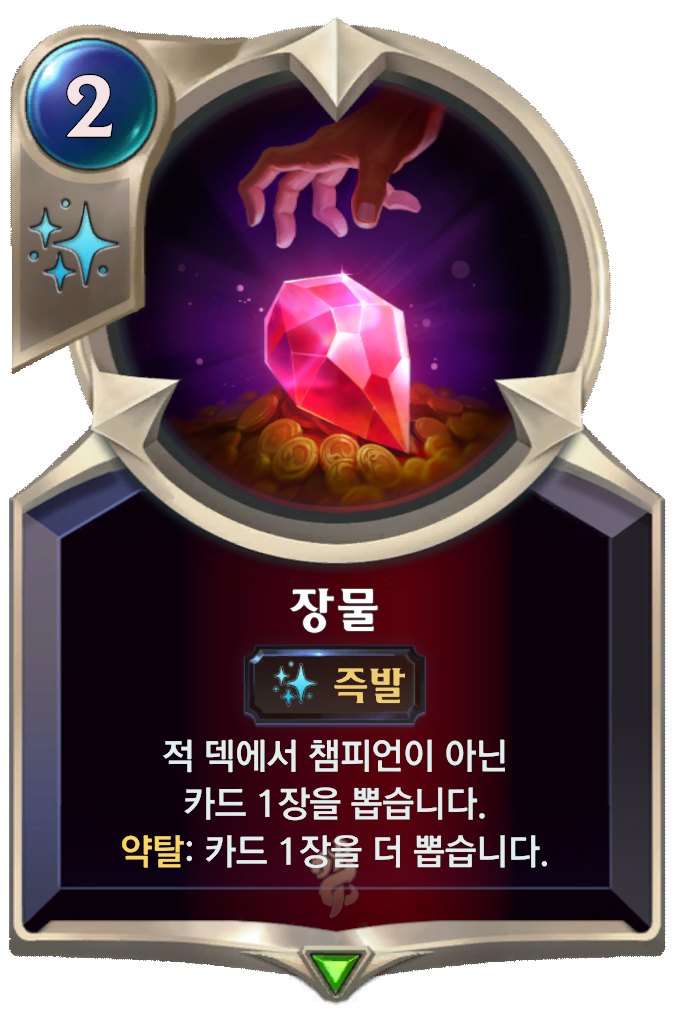 2
장물
즉발
적 덱에서 챔피언이 아닌
카드 1장을 뽑습니다.
약탈: 카드 1장을 더 뽑습니다.